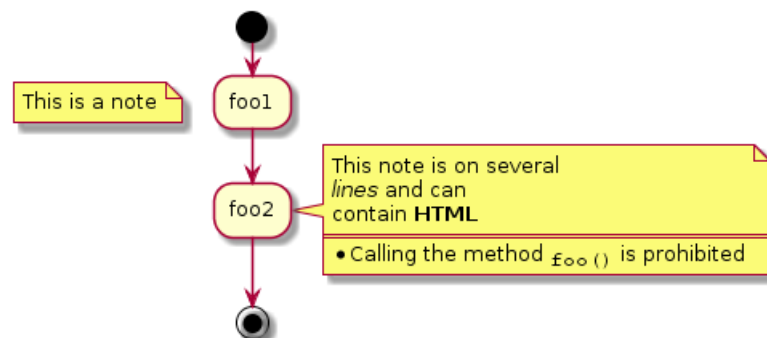 This is a note
foo1
foo2
This note is on several
lines and can
contain HTML
• Calling the method foo() is prohibited